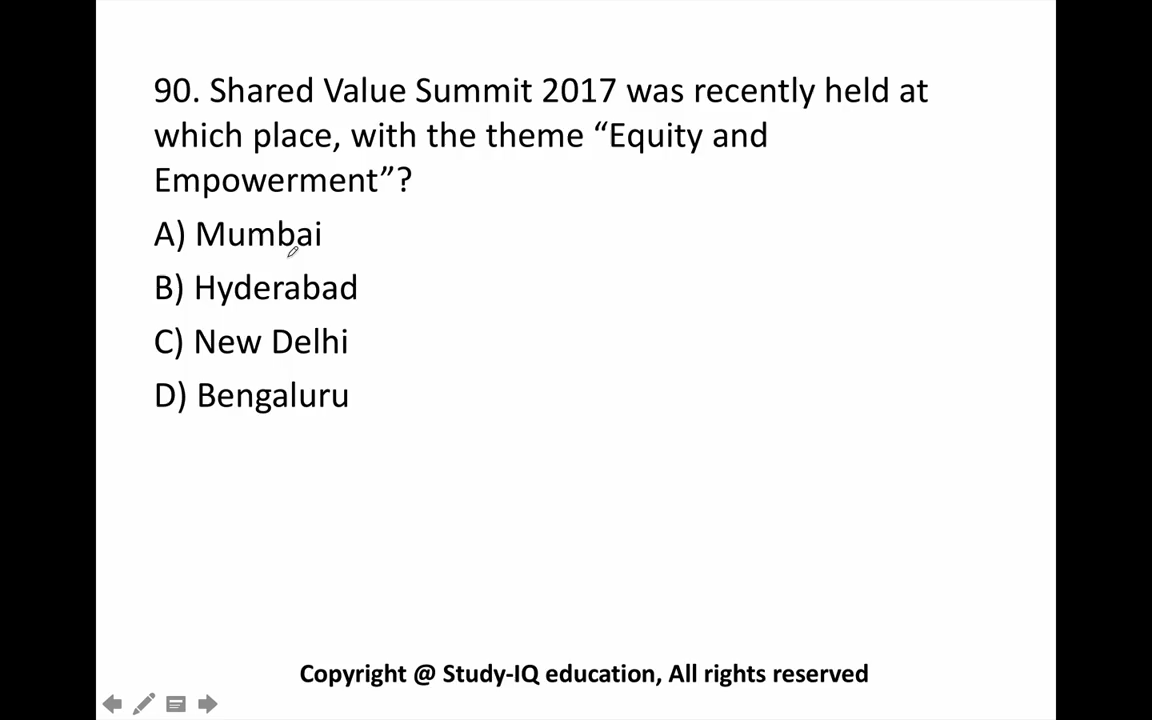 90. Shared Value Summit 2017 was recently held at
which place, with the theme “Equity and
Empowerment”?
A) Mumbai
B) Hyderabad
C) New Delhi
D) Bengaluru
Copyright @ Study-IQ education, All rights reserved